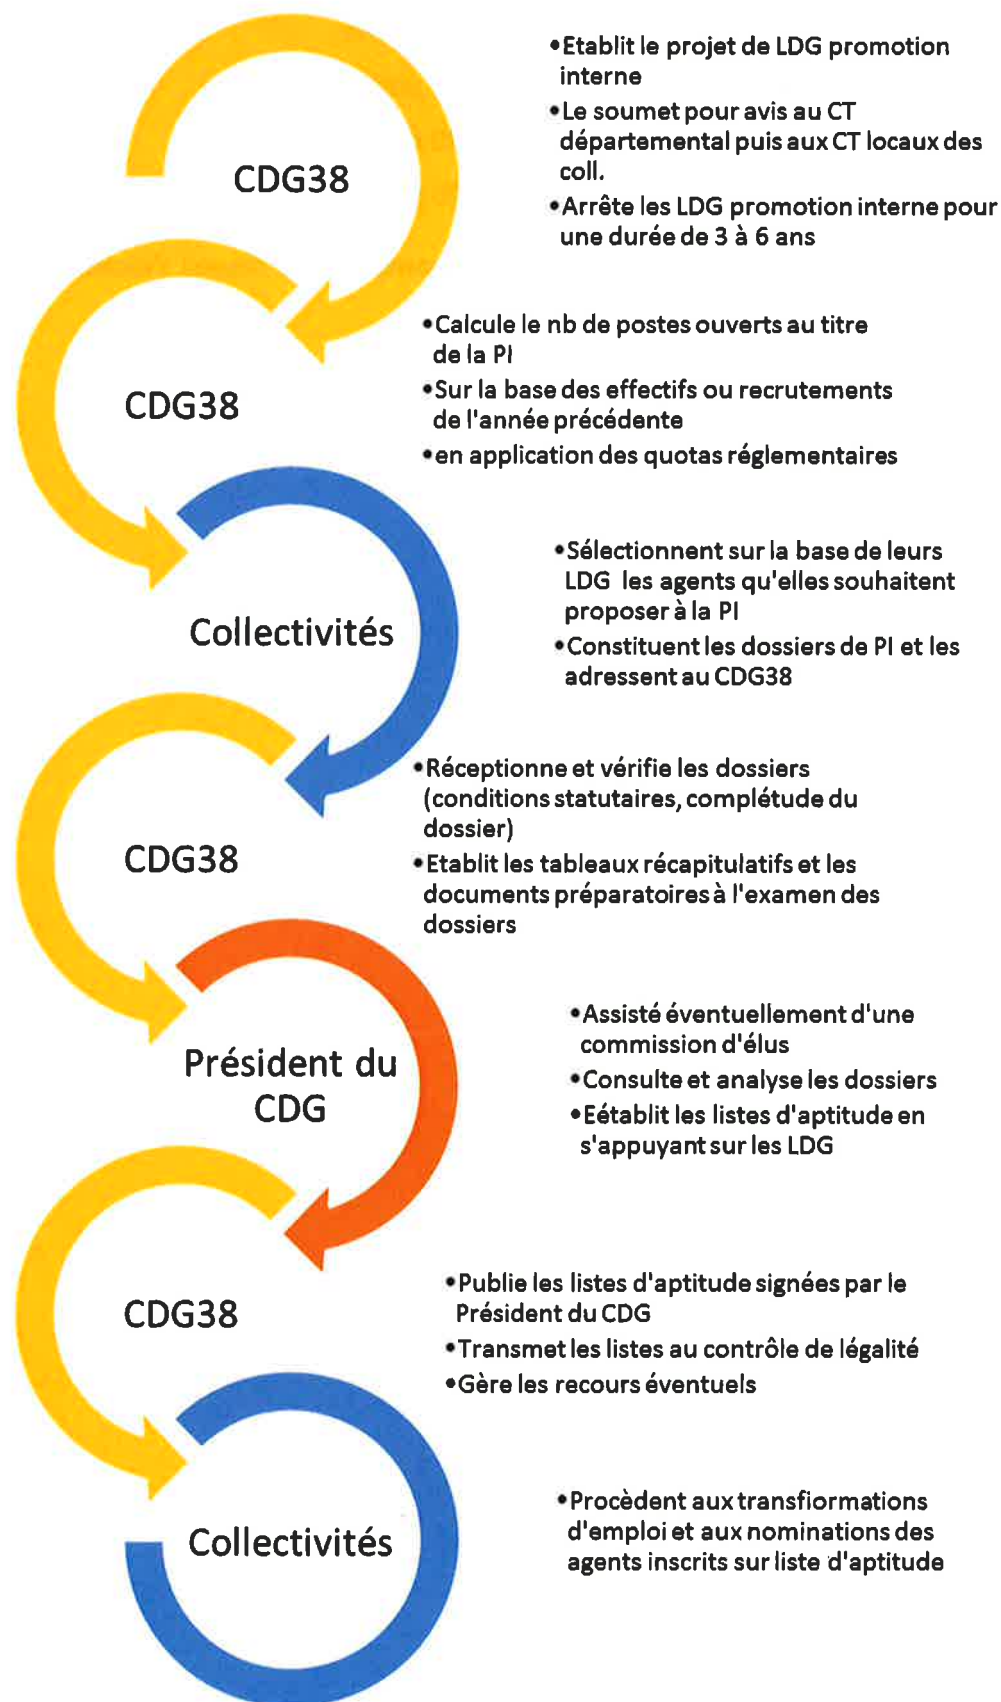 CDG38
•Etablit le projet de LDG promotion
interne
•Le soumet pour avis au CT
départemental puis aux CT locaux des
coll.
•Arrête les LDG promotion interne pour
une durée de 3 à 6 ans
CDG38
•Calcule le nb de postes ouverts au titre
de la PI
•Sur la base des effectifs ou recrutements
de l'année précédente
•en application des quotas réglementaires
Collectivités
•Sélectionnent sur la base de leurs
LDG les agents qu'elles souhaitent
proposer à la PI
•Constituent les dossiers de PI et les
adressent au CDG38
CDG38
•Réceptionne et vérifie les dossiers
(conditions statutaires, complétude du
dossier)
•Etablit les tableaux récapitulatifs et les
documents préparatoires à l'examen des
dossiers
Président du
CDG
•Assisté éventuellement d'une
commission d'élus
•Consulte et analyse les dossiers
•Eétablit les listes d'aptitude en
s'appuyant sur les LDG
CDG38
•Publie les listes d'aptitude signées par le
Président du CDG
•Transmet les listes au contrôle de légalité
•Gère les recours éventuels
Collectivités
•Procèdent aux transfiormations
d'emploi et aux nominations des
agents inscrits sur liste d'aptitude